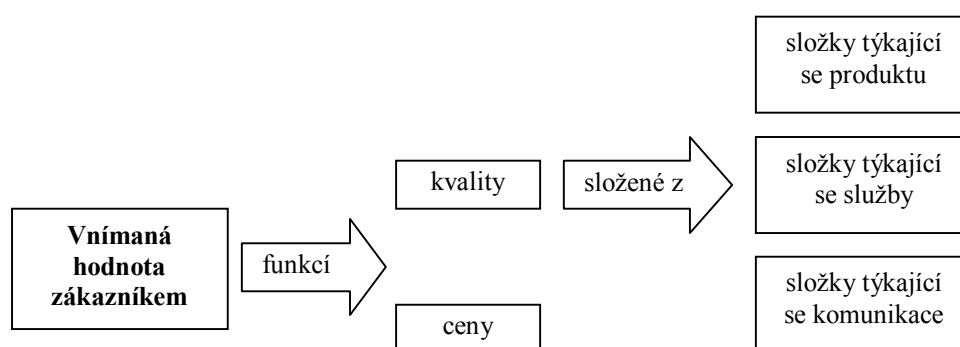 Vnímaná
hodnota
zákazníkem
funkcí
kvality
ceny
složené z
složky týkající
se produktu
složky týkající
se služby
složky týkající
se komunikace